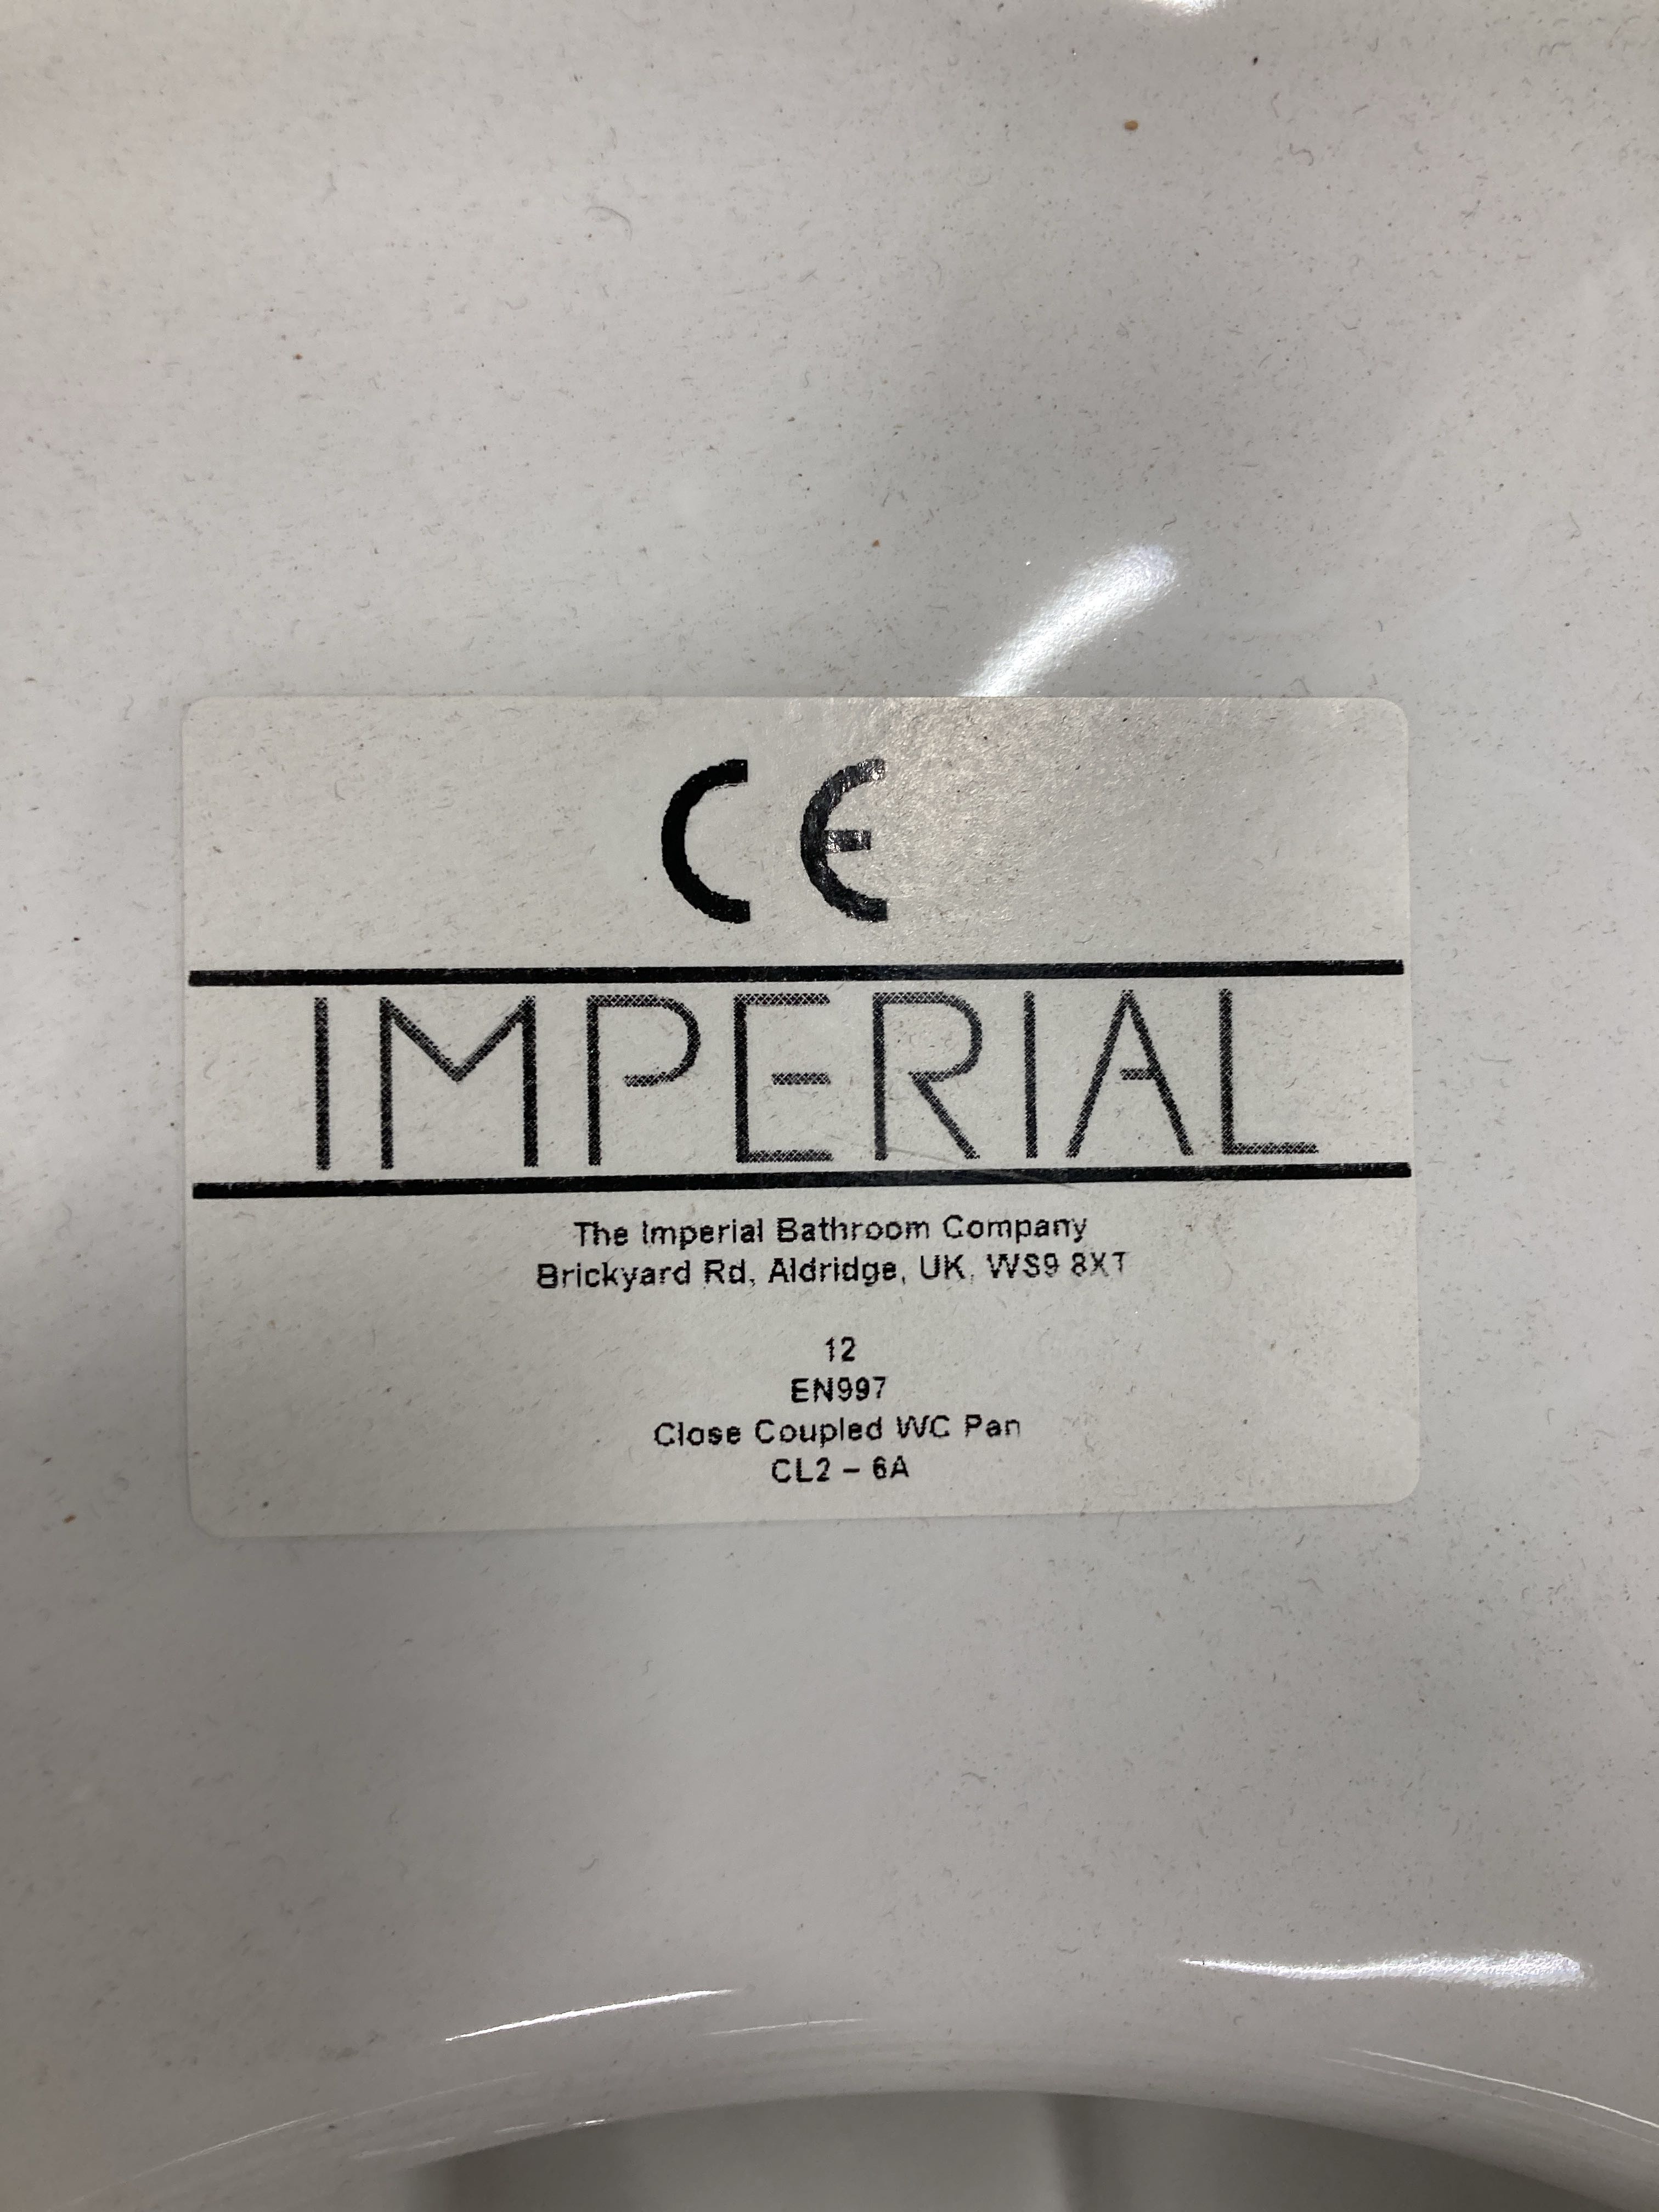 CE
IMPERIAL
The Imperial Bathroom Company
Brickyard Rd, Aldridge, UK, WS9 8XT
12
EN997
Close Coupled WC Pan
CL2 – 6A